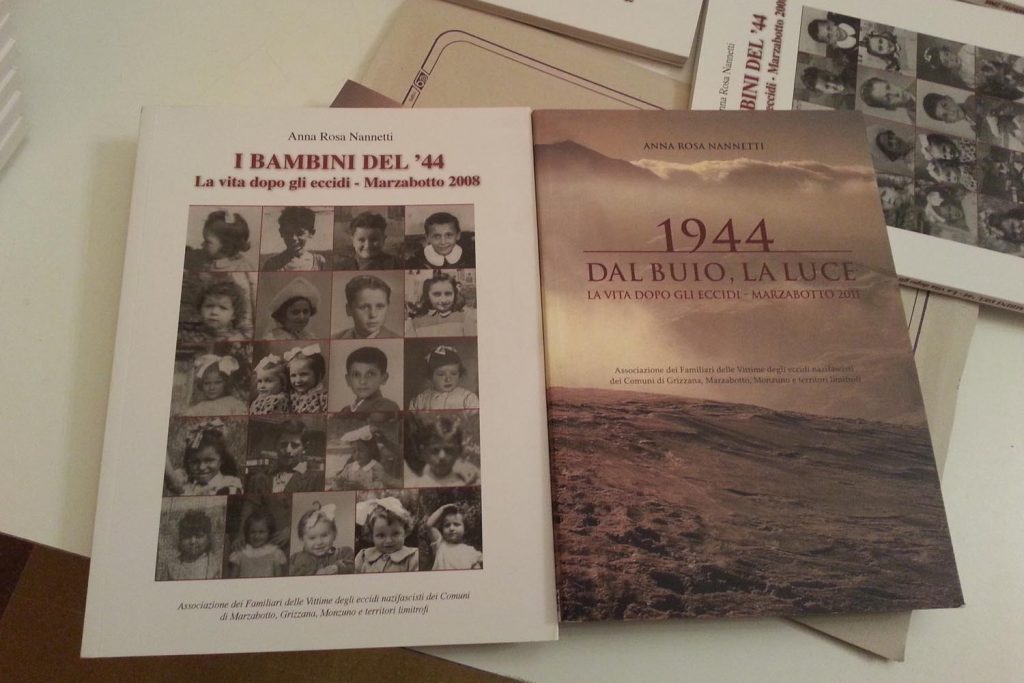 Anna Rosa Nannetti
I BAMBINI DEL '44
La vita dopo gli eccidi - Marzabotto 2008
Associazione dei Familiari delle Vittime degli eccidi nazifascisti dei Comuni
di Marzabotto, Grizzana, Monzuno e territori limitrofi
ANNA ROSA NANNETTI
1944
DAL BUIO, LA LUCE
LA VITA DOPO GLI ECCIDI - MARZABOTTO 2011
Associazione dei Familiari delle Vittime degli eccidi nazifascisti
dei Comuni di Grizzana, Marzabotto, Monzuno e territori limitrofi
Rosa Nannetti
BINI DEL '44
eccidi - Marzabotto 200